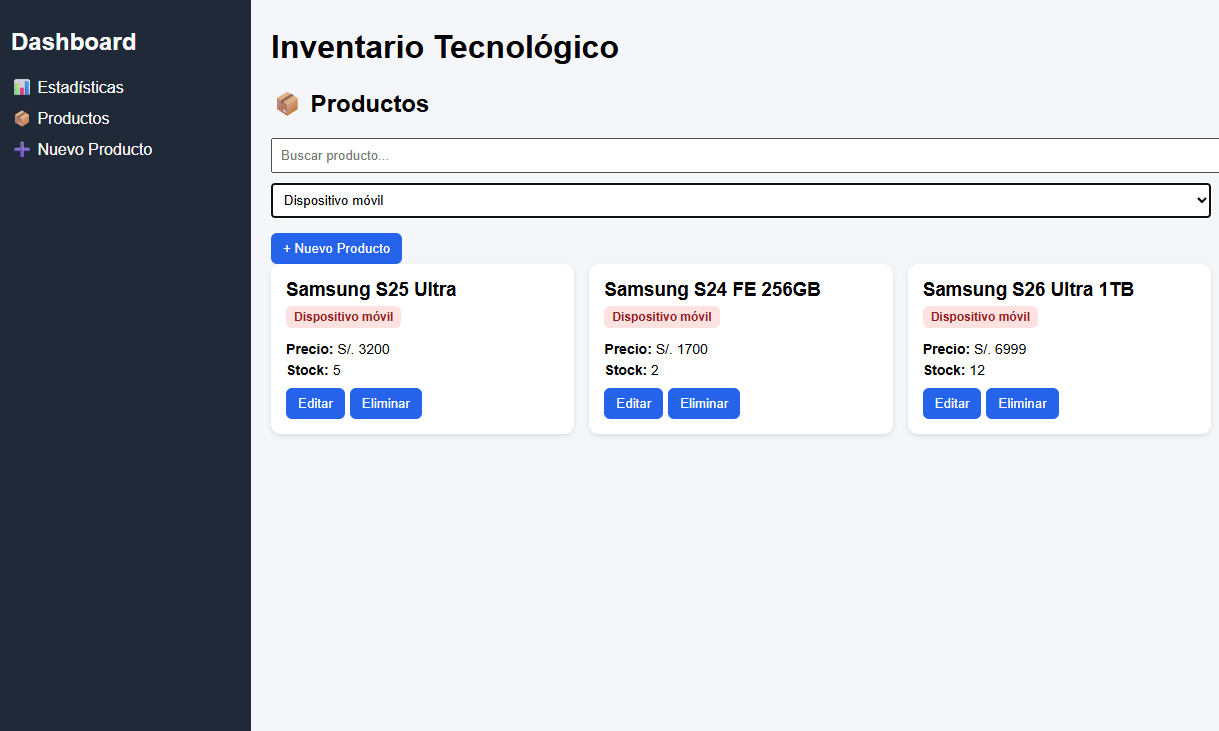 Dashboard
Estadísticas
Productos
Nuevo Producto
Inventario Tecnológico
Productos
Buscar producto...
Dispositivo móvil
+ Nuevo Producto
Samsung S25 Ultra
Dispositivo móvil
Precio: S/. 3200
Stock: 5
Editar Eliminar
Samsung S24 FE 256GB
Dispositivo móvil
Precio: S/. 1700
Stock: 2
Editar Eliminar
Samsung S26 Ultra 1TB
Dispositivo móvil
Precio: S/. 6999
Stock: 12
Editar Eliminar